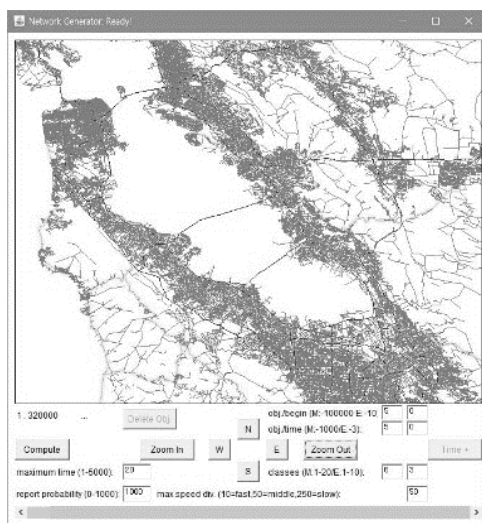 Network Generator: Ready!
1 : 320000 ... Delete Obj. N obj./begin (M:-100000 E:-10 5 0
obj./time (M:-1000/E:-3): 5 0
Compute Zoom In W E Zoom Out Time +
maximum time (1-5000): 20 S classes (M:1-20/E:1-10): 6 3
report probability (0-1000): 1000 max.speed div. (10=fast,50=middle,250=slow): 50